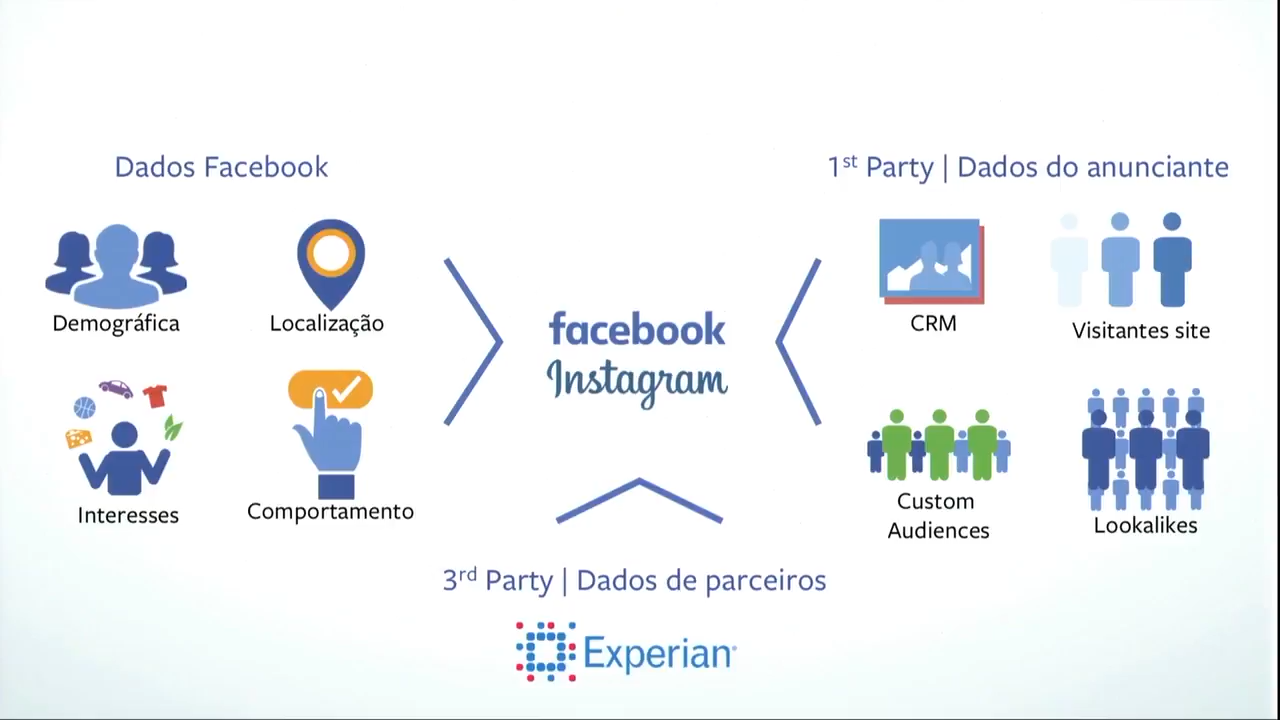 Dados Facebook
Demográfica
Localização
Interesses
Comportamento
facebook
Instagram
1st Party | Dados do anunciante
CRM
Visitantes site
Custom
Audiences
Lookalikes
3rd Party | Dados de parceiros
Experian